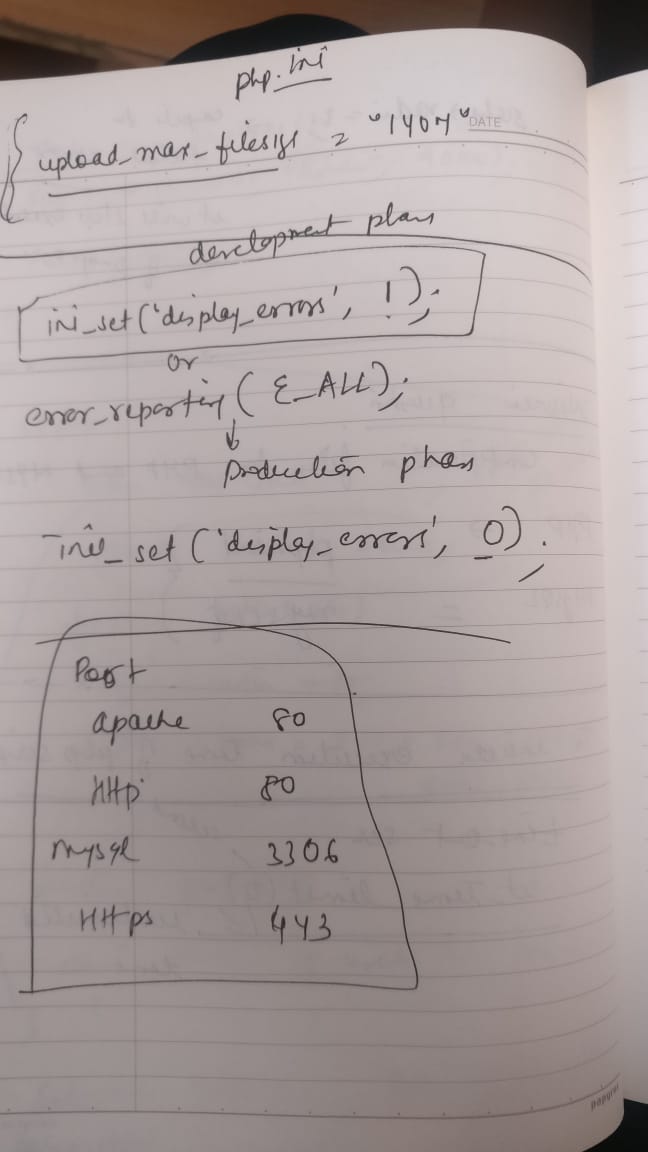 php.ini
upload_max_filesize = "140M"
DATE
development phase
ini_set('display_errors', 1);
or
error_reporting(E_ALL);
production phase
ini_set('display_errors', 0);
Port
apache 80
Http 80
mysql 3306
Https 443